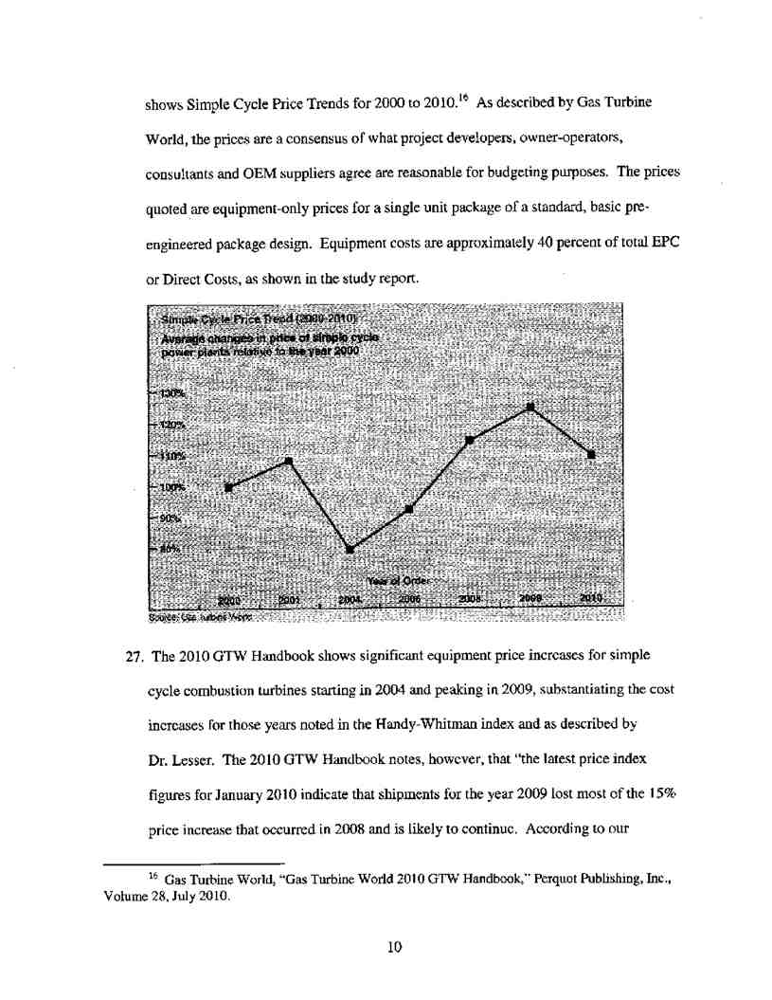 shows Simple Cycle Price Trends for 2000 to 2010.16 As described by Gas Turbine
World, the prices are a consensus of what project developers, owner-operators,
consultants and OEM suppliers agree are reasonable for budgeting purposes. The prices
quoted are equipment-only prices for a single unit package of a standard, basic pre-
engineered package design. Equipment costs are approximately 40 percent of total EPC
or Direct Costs, as shown in the study report.
Simple Cycle Price Trend (2000-2010)
Average changes in price of simple cycle
power plants relative to the year 2000
130%
120%
110%
100%
90%
80%
Year of Order
2000 2001 2004 2006 2008 2009 2010
Source: Gas Turbine World
27. The 2010 GTW Handbook shows significant equipment price increases for simple
cycle combustion turbines starting in 2004 and peaking in 2009, substantiating the cost
increases for those years noted in the Handy-Whitman index and as described by
Dr. Lesser. The 2010 GTW Handbook notes, however, that "the latest price index
figures for January 2010 indicate that shipments for the year 2009 lost most of the 15%
price increase that occurred in 2008 and is likely to continue. According to our
16 Gas Turbine World, "Gas Turbine World 2010 GTW Handbook," Perquot Publishing, Inc.,
Volume 28, July 2010.
10